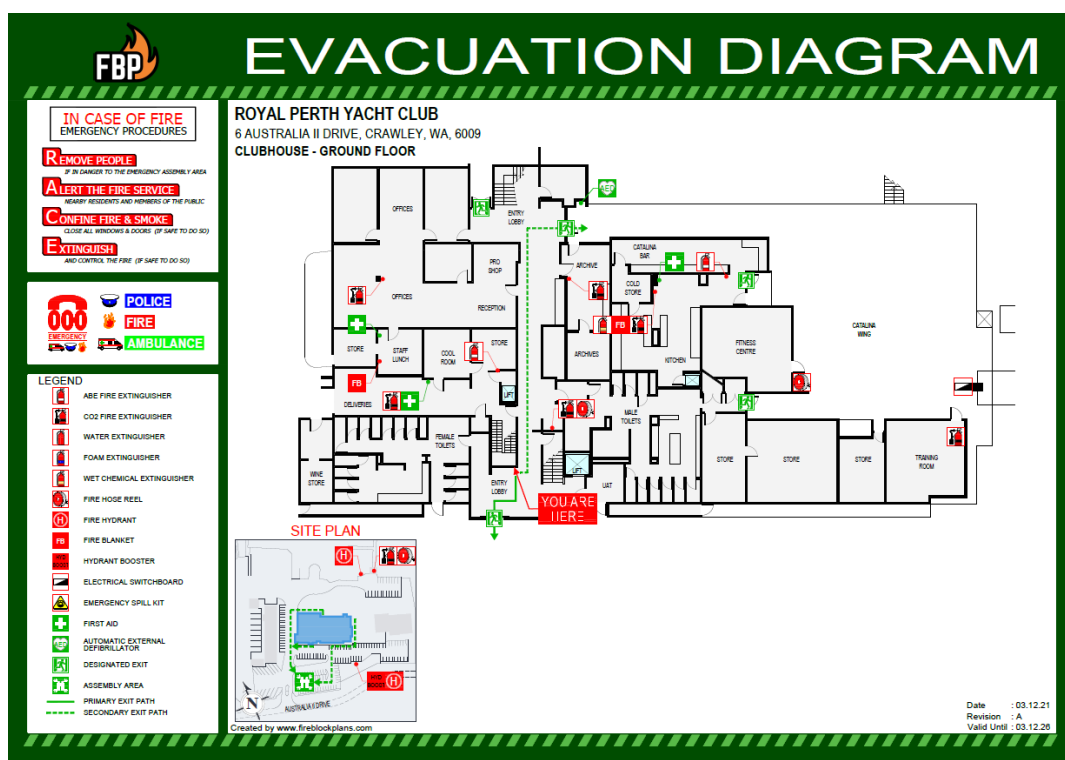 FBP
EVACUATION DIAGRAM
IN CASE OF FIRE
EMERGENCY PROCEDURES
REMOVE PEOPLE
IF IN DANGER TO THE EMERGENCY ASSEMBLY AREA
ALERT THE FIRE SERVICE
NEARBY RESIDENTS AND MEMBERS OF THE PUBLIC
CONFINE FIRE & SMOKE
CLOSE ALL WINDOWS & DOORS (IF SAFE TO DO SO)
EXTINGUISH
AND CONTROL THE FIRE (IF SAFE TO DO SO)
000
EMERGENCY
POLICE
FIRE
AMBULANCE
LEGEND
ABE FIRE EXTINGUISHER
CO2 FIRE EXTINGUISHER
WATER EXTINGUISHER
FOAM EXTINGUISHER
WET CHEMICAL EXTINGUISHER
FIRE HOSE REEL
H FIRE HYDRANT
FB FIRE BLANKET
HYD BOOST HYDRANT BOOSTER
ELECTRICAL SWITCHBOARD
EMERGENCY SPILL KIT
FIRST AID
AED AUTOMATIC EXTERNAL
DEFIBRILLATOR
DESIGNATED EXIT
ASSEMBLY AREA
PRIMARY EXIT PATH
SECONDARY EXIT PATH
ROYAL PERTH YACHT CLUB
6 AUSTRALIA II DRIVE, CRAWLEY, WA, 6009
CLUBHOUSE - GROUND FLOOR
AED
OFFICES
ENTRY
LOBBY
CATALINA
BAR
PRO
SHOP
ARCHIVE
COLD
STORE
OFFICES
RECEPTION
FB
CATALINA
WING
STORE
STAFF
LUNCH
COOL
ROOM
STORE
ARCHIVES
KITCHEN
FITNESS
CENTRE
FB
DELIVERIES
LIFT
MALE
TOILETS
FEMALE
TOILETS
WINE
STORE
ENTRY
LOBBY
LIFT
UAT
STORE
STORE
STORE
TRAINING
ROOM
YOU ARE
HERE
SITE PLAN
H
HYD
BOOST
H
N
AUSTRALIA II DRIVE
Created by www.fireblockplans.com
Date : 03.12.21
Revision : A
Valid Until : 03.12.26